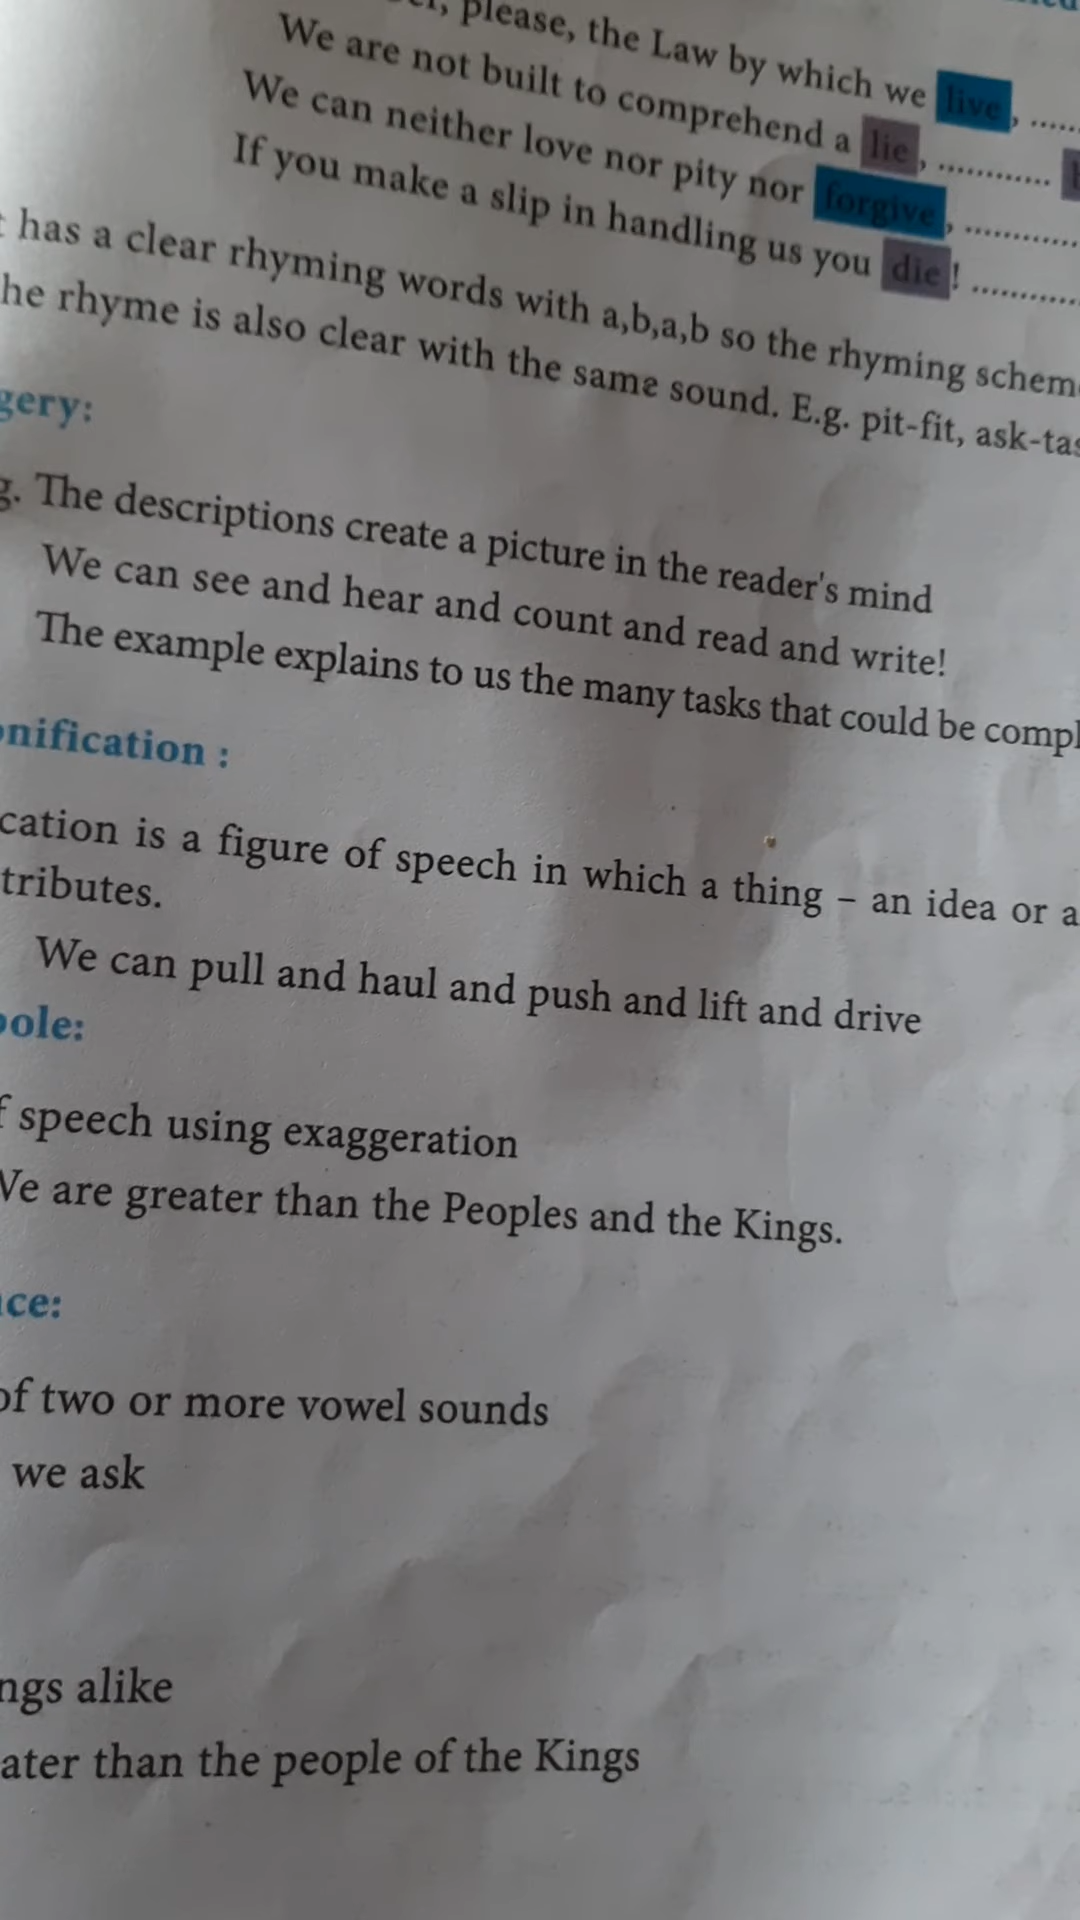 please, the Law by which we live, .....
We are not built to comprehend a lie, ............
We can neither love nor pity nor forgive, ............
If you make a slip in handling us you die! ............
has a clear rhyming words with a,b,a,b so the rhyming
he rhyme is also clear with the same sound. E.g. pit-fit,
gery:
g. The descriptions create a picture in the reader's mind
We can see and hear and count and read and write!
The example explains to us the many tasks that could be
nification :
cation is a figure of speech in which a thing – an idea or a
tributes.
We can pull and haul and push and lift and drive
ole:
f speech using exaggeration
We are greater than the Peoples and the Kings.
ce:
of two or more vowel sounds
we ask
ngs alike
ater than the people of the Kings